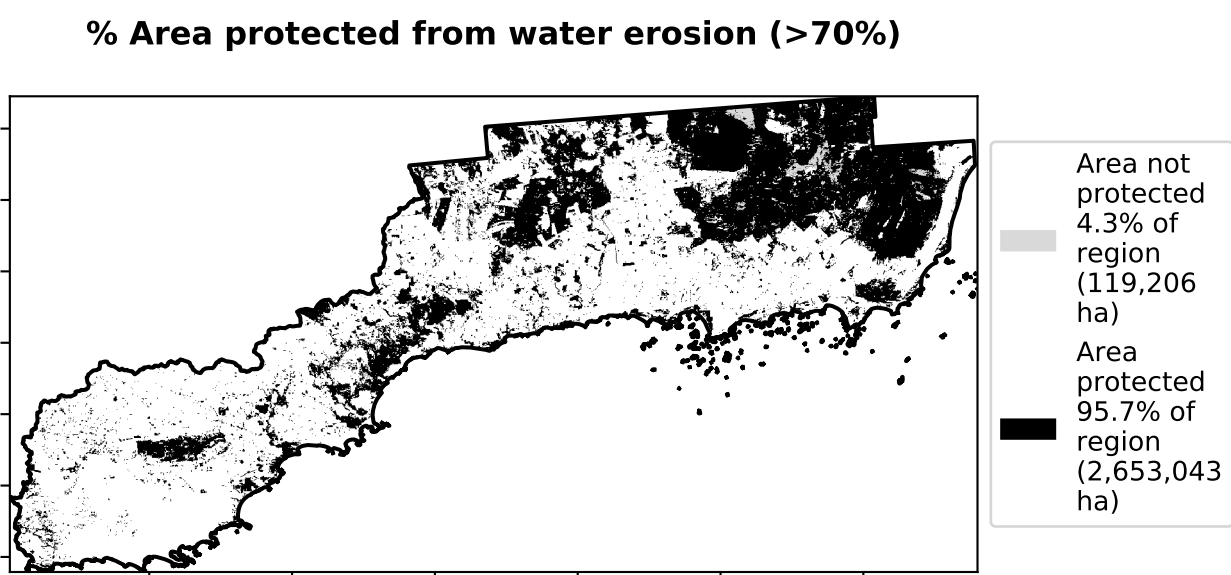 % Area protected from water erosion (>70%)
Area not
protected
4.3% of
region
(119,206
ha)
Area
protected
95.7% of
region
(2,653,043
ha)